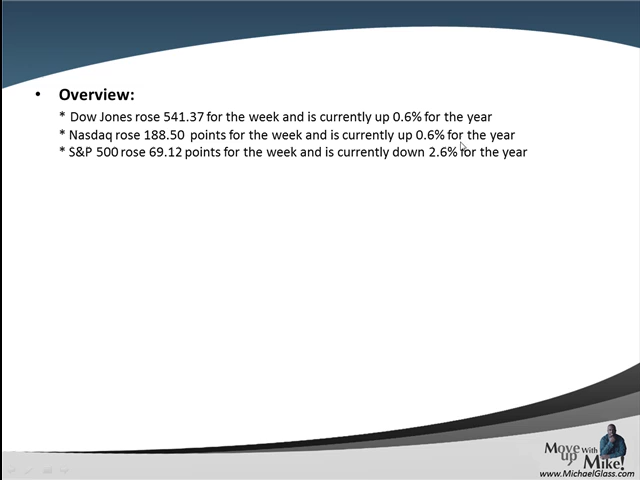 • Overview:
* Dow Jones rose 541.37 for the week and is currently up 0.6% for the year
* Nasdaq rose 188.50 points for the week and is currently up 0.6% for the year
* S&P 500 rose 69.12 points for the week and is currently down 2.6% for the year
Move up With Mike!
www.MichaelGlass.com